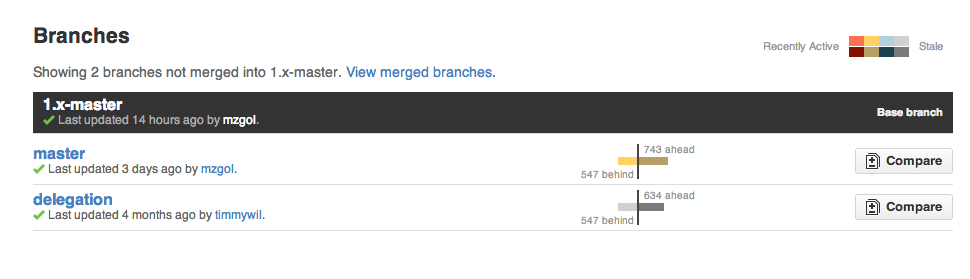 Branches
Recently Active Stale
Showing 2 branches not merged into 1.x-master. View merged branches.
1.x-master
Last updated 14 hours ago by mzgol.
Base branch
master
Last updated 3 days ago by mzgol.
743 ahead
547 behind
Compare
delegation
Last updated 4 months ago by timmywil.
634 ahead
547 behind
Compare